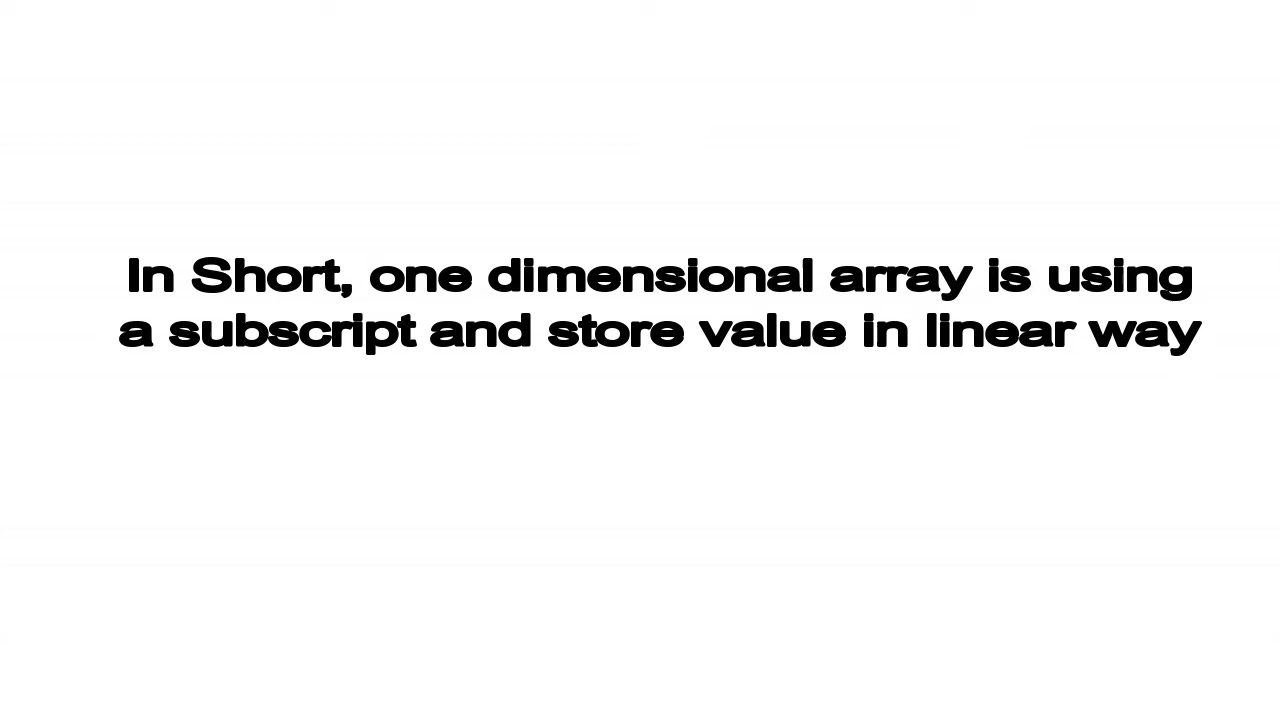 In Short, one dimensional array is using
a subscript and store value in linear way